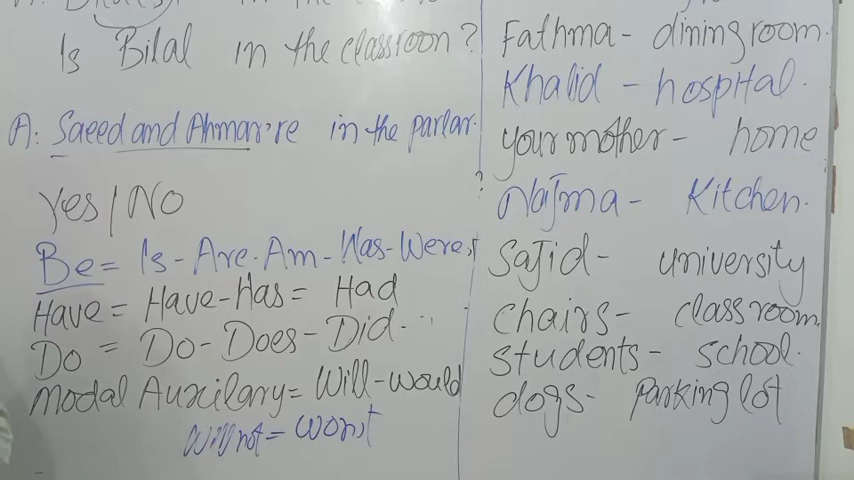 Is Bilal in the classroon?
A: Saeed and Ahmar're in the parlar.
Yes/No
Be = Is - Are - Am - Was - Were
Have = Have - Has = Had
Do = Do - Does - Did
Modal Auxilary = Will - would
Will not = won't
Fathma - dining room.
Khalid - hospital.
your mother - home
Najma - Kitchen.
Sajid - university
Chairs - classroom.
Students - school.
dogs - Parking lot